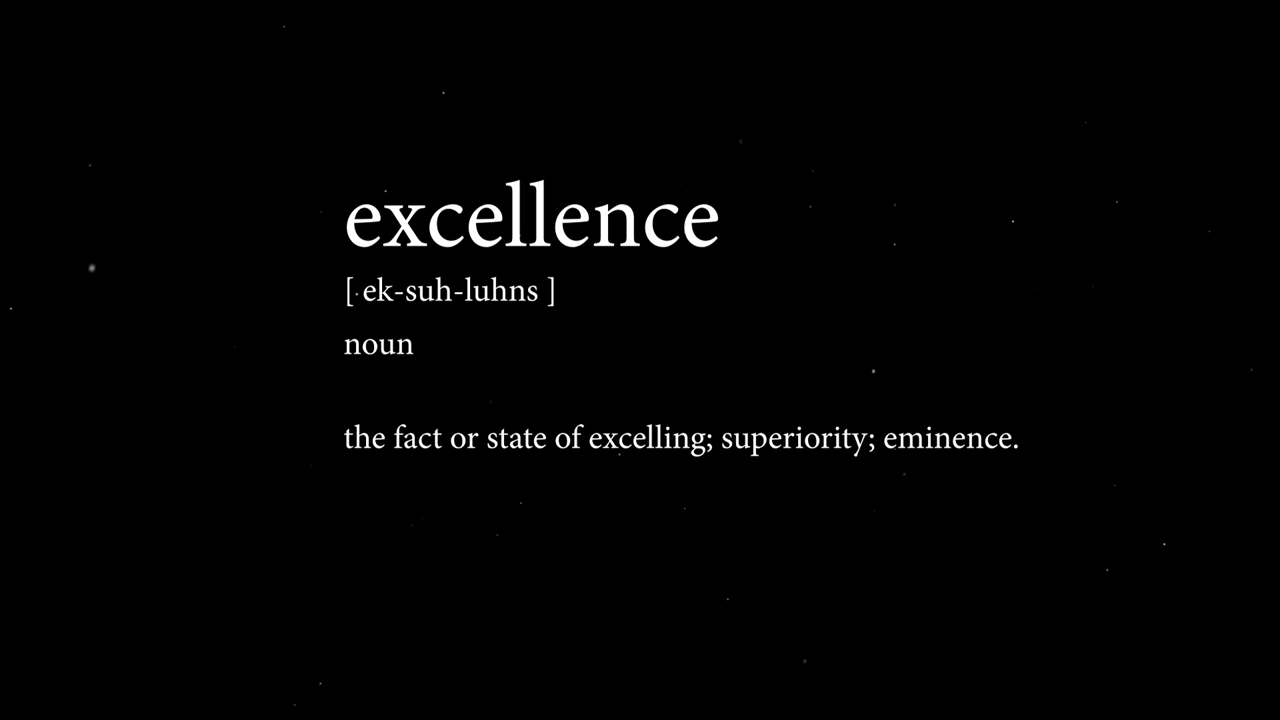 excellence
[ ek-suh-luhns ]
noun
the fact or state of excelling; superiority; eminence.